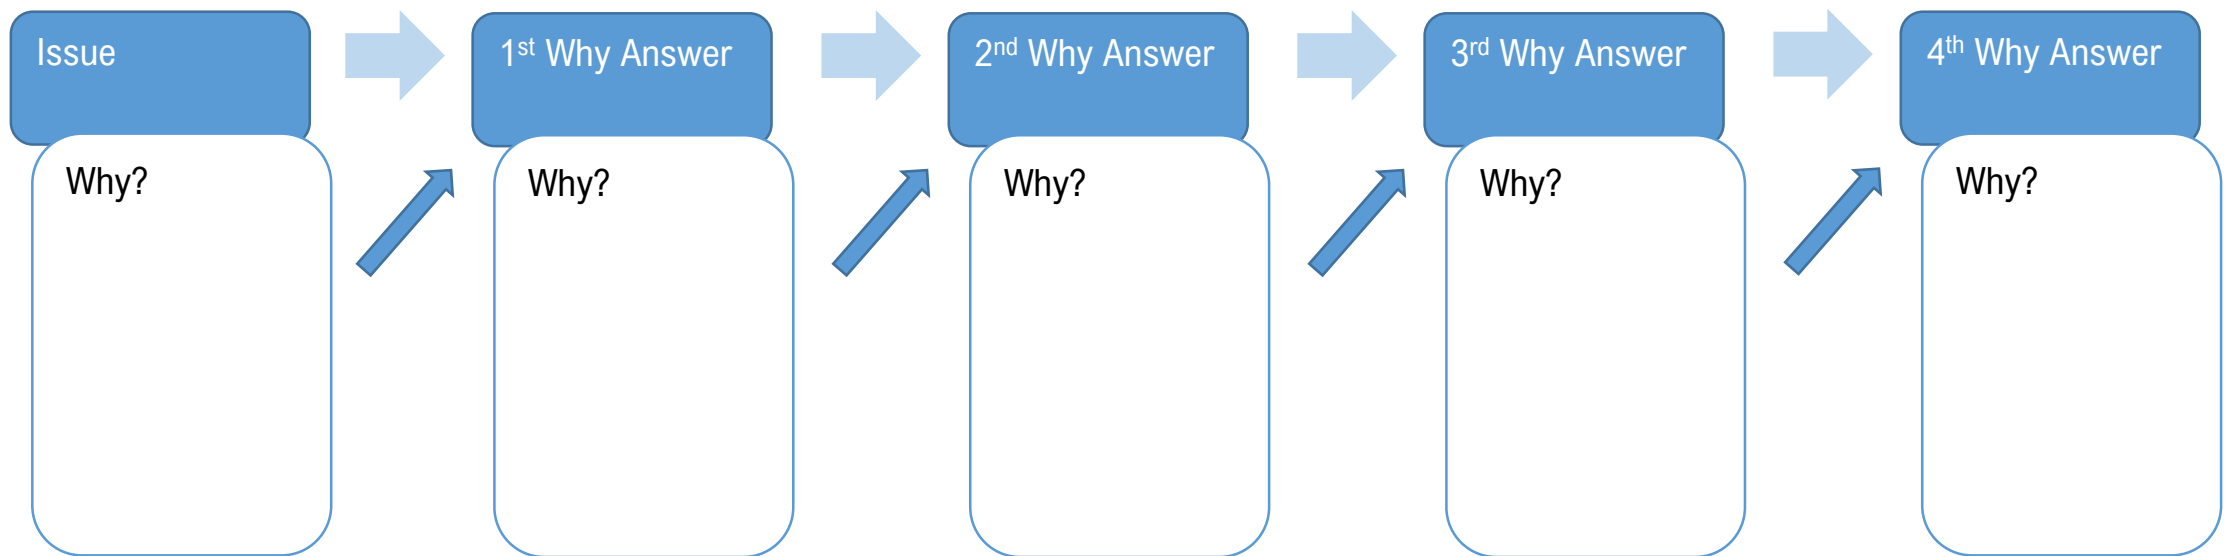 Issue
1st Why Answer
2nd Why Answer
3rd Why Answer
4th Why Answer
Why?
Why?
Why?
Why?
Why?